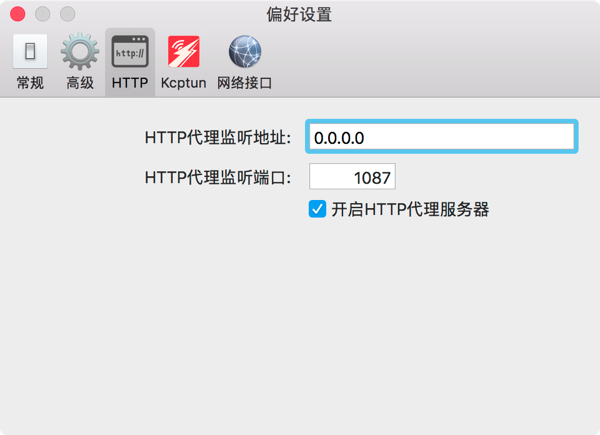 偏好设置
http://
常规 高级 HTTP Kcptun 网络接口
HTTP代理监听地址: 0.0.0.0
HTTP代理监听端口: 1087
开启HTTP代理服务器